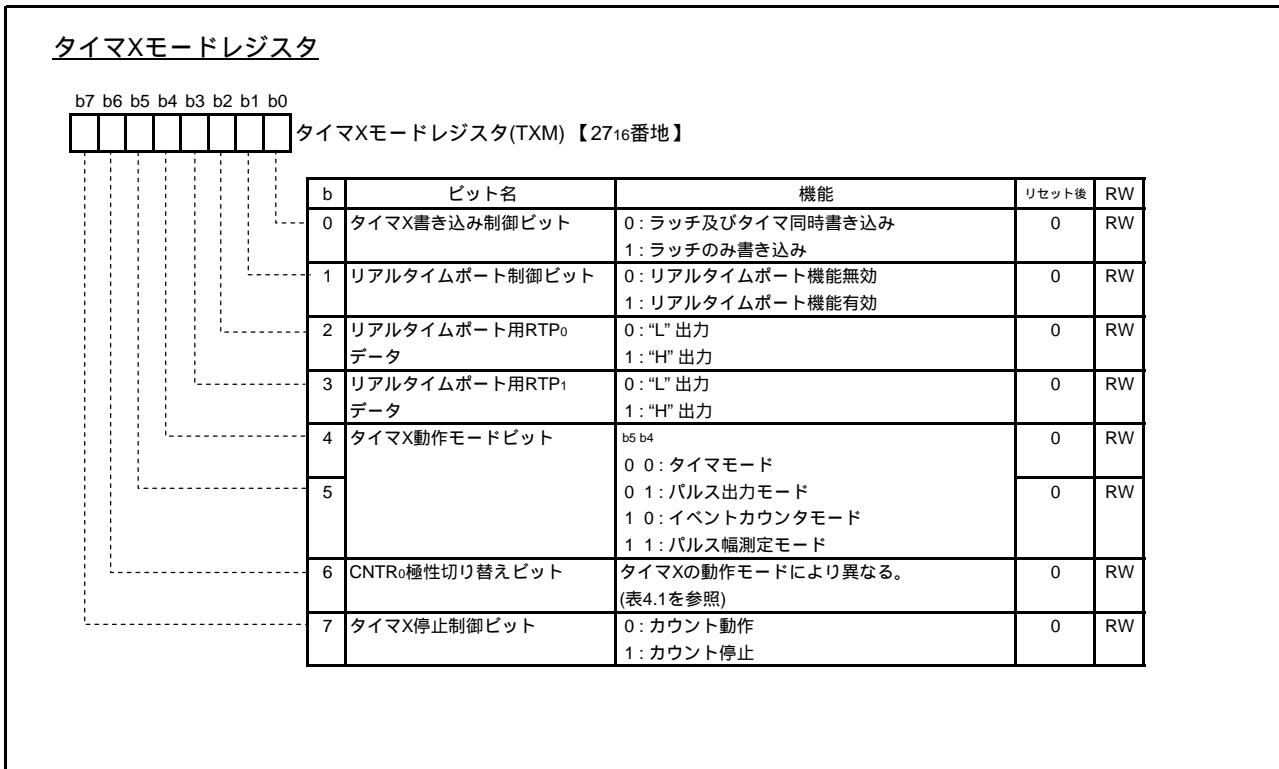 タイマXモードレジスタ
b7 b6 b5 b4 b3 b2 b1 b0
タイマXモードレジスタ(TXM) 【2716番地】
b ビット名 機能 リセット後 RW
0 タイマX書き込み制御ビット 0 : ラッチ及びタイマ同時書き込み 0 RW
1 : ラッチのみ書き込み
1 リアルタイムポート制御ビット 0 : リアルタイムポート機能無効 0 RW
1 : リアルタイムポート機能有効
2 リアルタイムポート用RTP0 0 : “L” 出力 0 RW
データ 1 : “H” 出力
3 リアルタイムポート用RTP1 0 : “L” 出力 0 RW
データ 1 : “H” 出力
4 タイマX動作モードビット b5 b4 0 RW
0 0 : タイマモード
5 0 1 : パルス出力モード 0 RW
1 0 : イベントカウンタモード
1 1 : パルス幅測定モード
6 CNTR0極性切り替えビット タイマXの動作モードにより異なる。 0 RW
(表4.1を参照)
7 タイマX停止制御ビット 0 : カウント動作 0 RW
1 : カウント停止